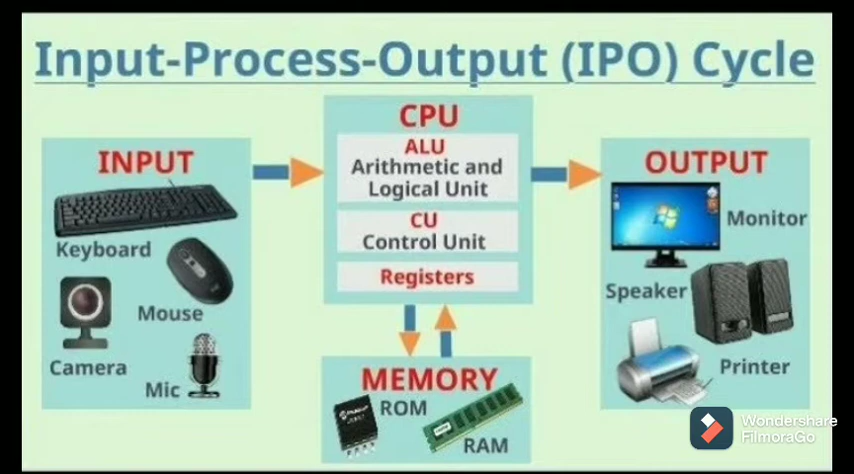 Input-Process-Output (IPO) Cycle
INPUT
Keyboard
Mouse
Camera
Mic
CPU
ALU
Arithmetic and
Logical Unit
CU
Control Unit
Registers
MEMORY
ROM
RAM
OUTPUT
Monitor
Speaker
Printer
Wondershare
FilmoraGo